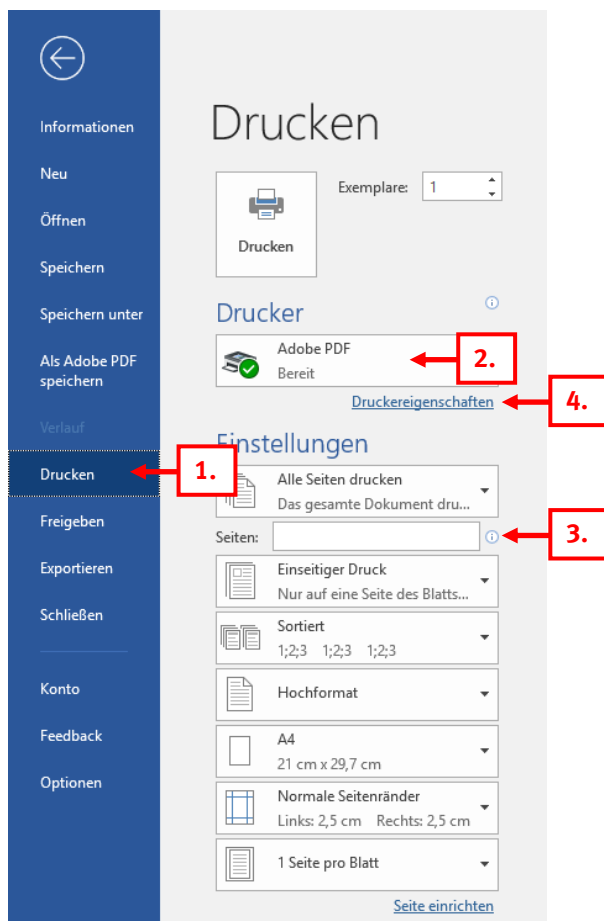 Informationen
Neu
Öffnen
Speichern
Speichern unter
Als Adobe PDF
speichern
Verlauf
Drucken
1.
Freigeben
Exportieren
Schließen
Konto
Feedback
Optionen
Drucken
Exemplare: 1
Drucken
Drucker
Adobe PDF
Bereit
2.
Druckereigenschaften
4.
Einstellungen
Alle Seiten drucken
Das gesamte Dokument dru...
Seiten:
3.
Einseitiger Druck
Nur auf eine Seite des Blatts...
Sortiert
1;2;3 1;2;3 1;2;3
Hochformat
A4
21 cm x 29,7 cm
Normale Seitenränder
Links: 2,5 cm Rechts: 2,5 cm
1 Seite pro Blatt
Seite einrichten